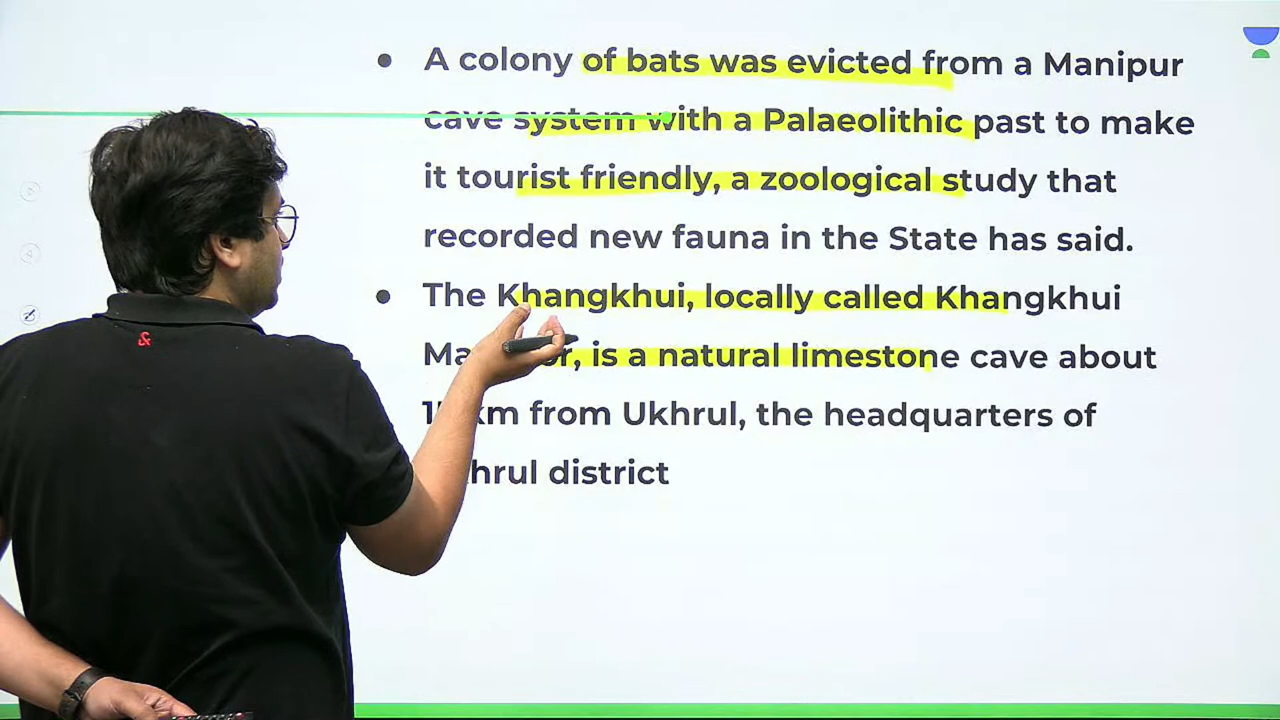 A colony of bats was evicted from a Manipur
cave system with a Palaeolithic past to make
it tourist friendly, a zoological study that
recorded new fauna in the State has said.
The Khangkhui, locally called Khangkhui
is a natural limestone cave about
km from Ukhrul, the headquarters of
district
&